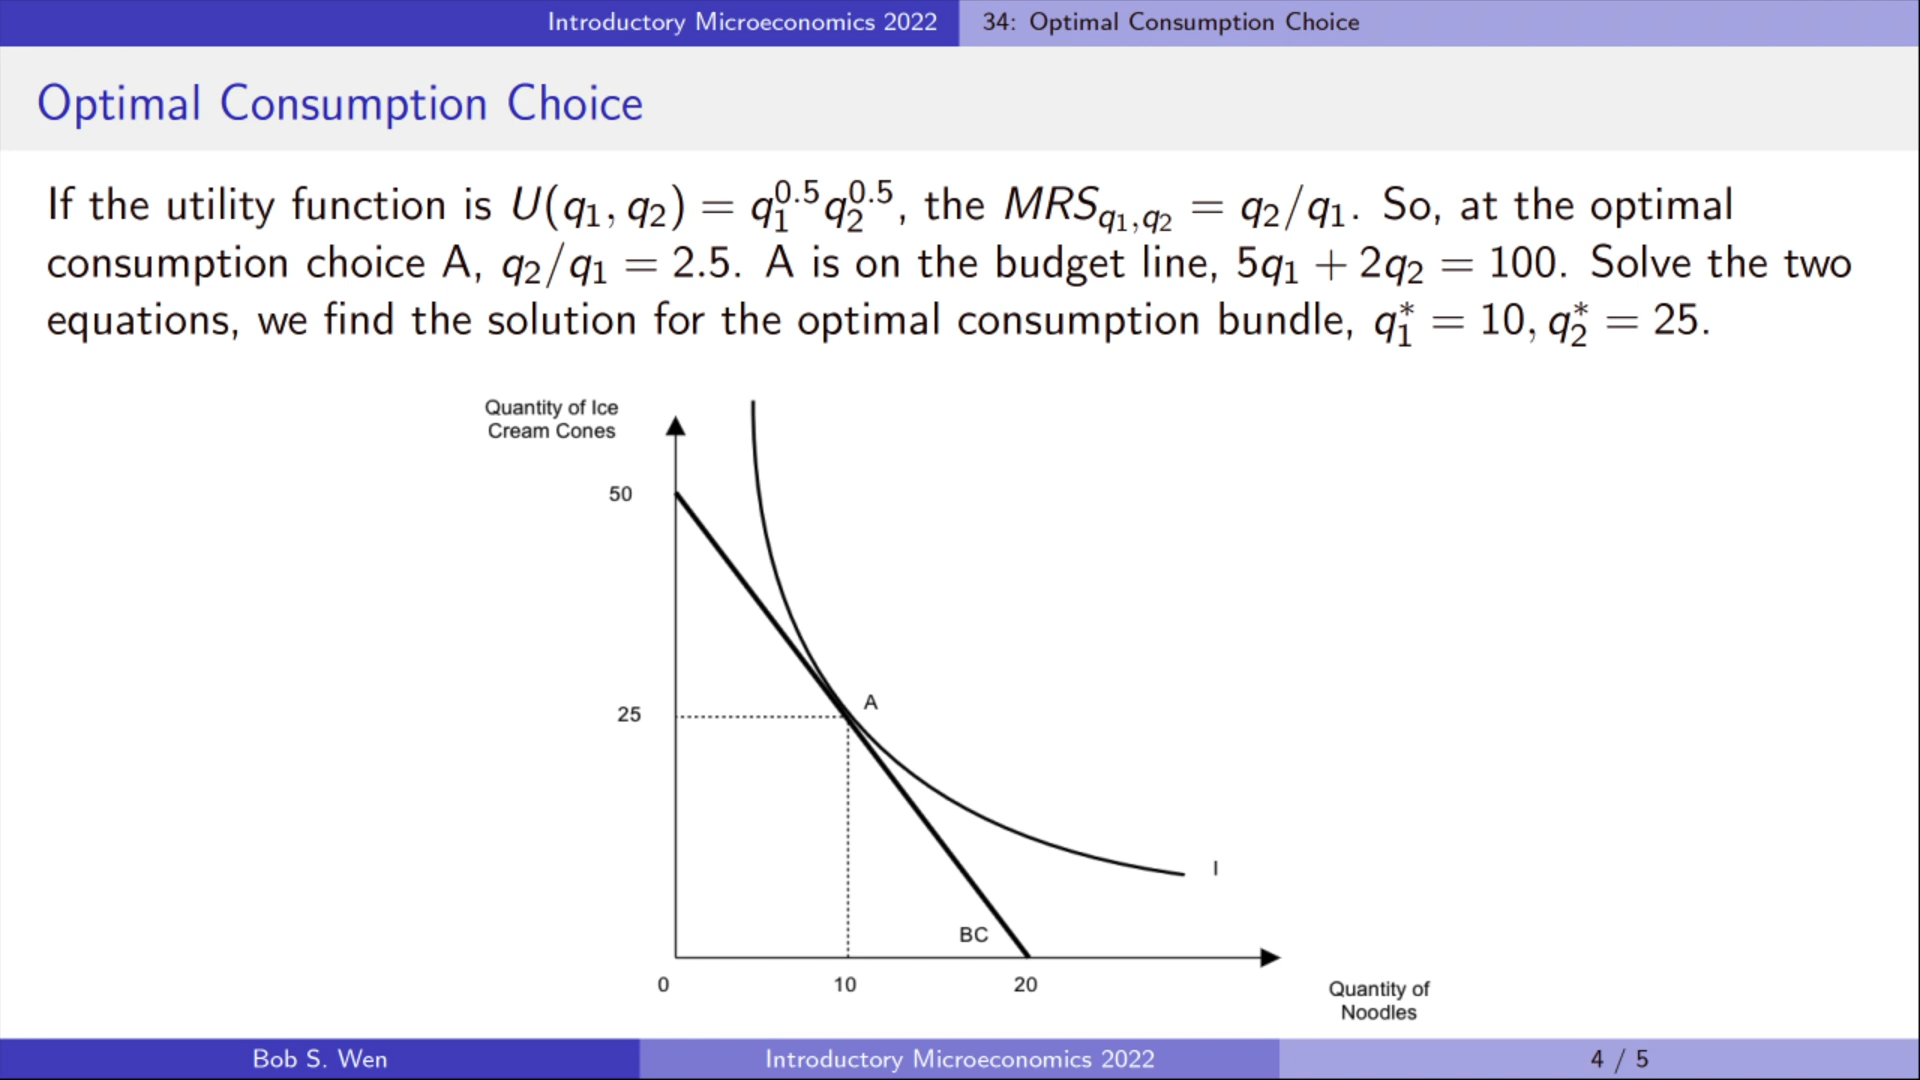 Introductory Microeconomics 2022
34: Optimal Consumption Choice
Optimal Consumption Choice
If the utility function is U(q₁, q₂) = q₁^0.5 q₂^0.5, the MRS_q₁,q₂ = q₂/q₁. So, at the optimal
consumption choice A, q₂/q₁ = 2.5. A is on the budget line, 5q₁ + 2q₂ = 100. Solve the two
equations, we find the solution for the optimal consumption bundle, q₁* = 10, q₂* = 25.
Quantity of Ice
Cream Cones
50
A
25
I
BC
0
10
20
Quantity of
Noodles
Bob S. Wen
Introductory Microeconomics 2022
4 / 5